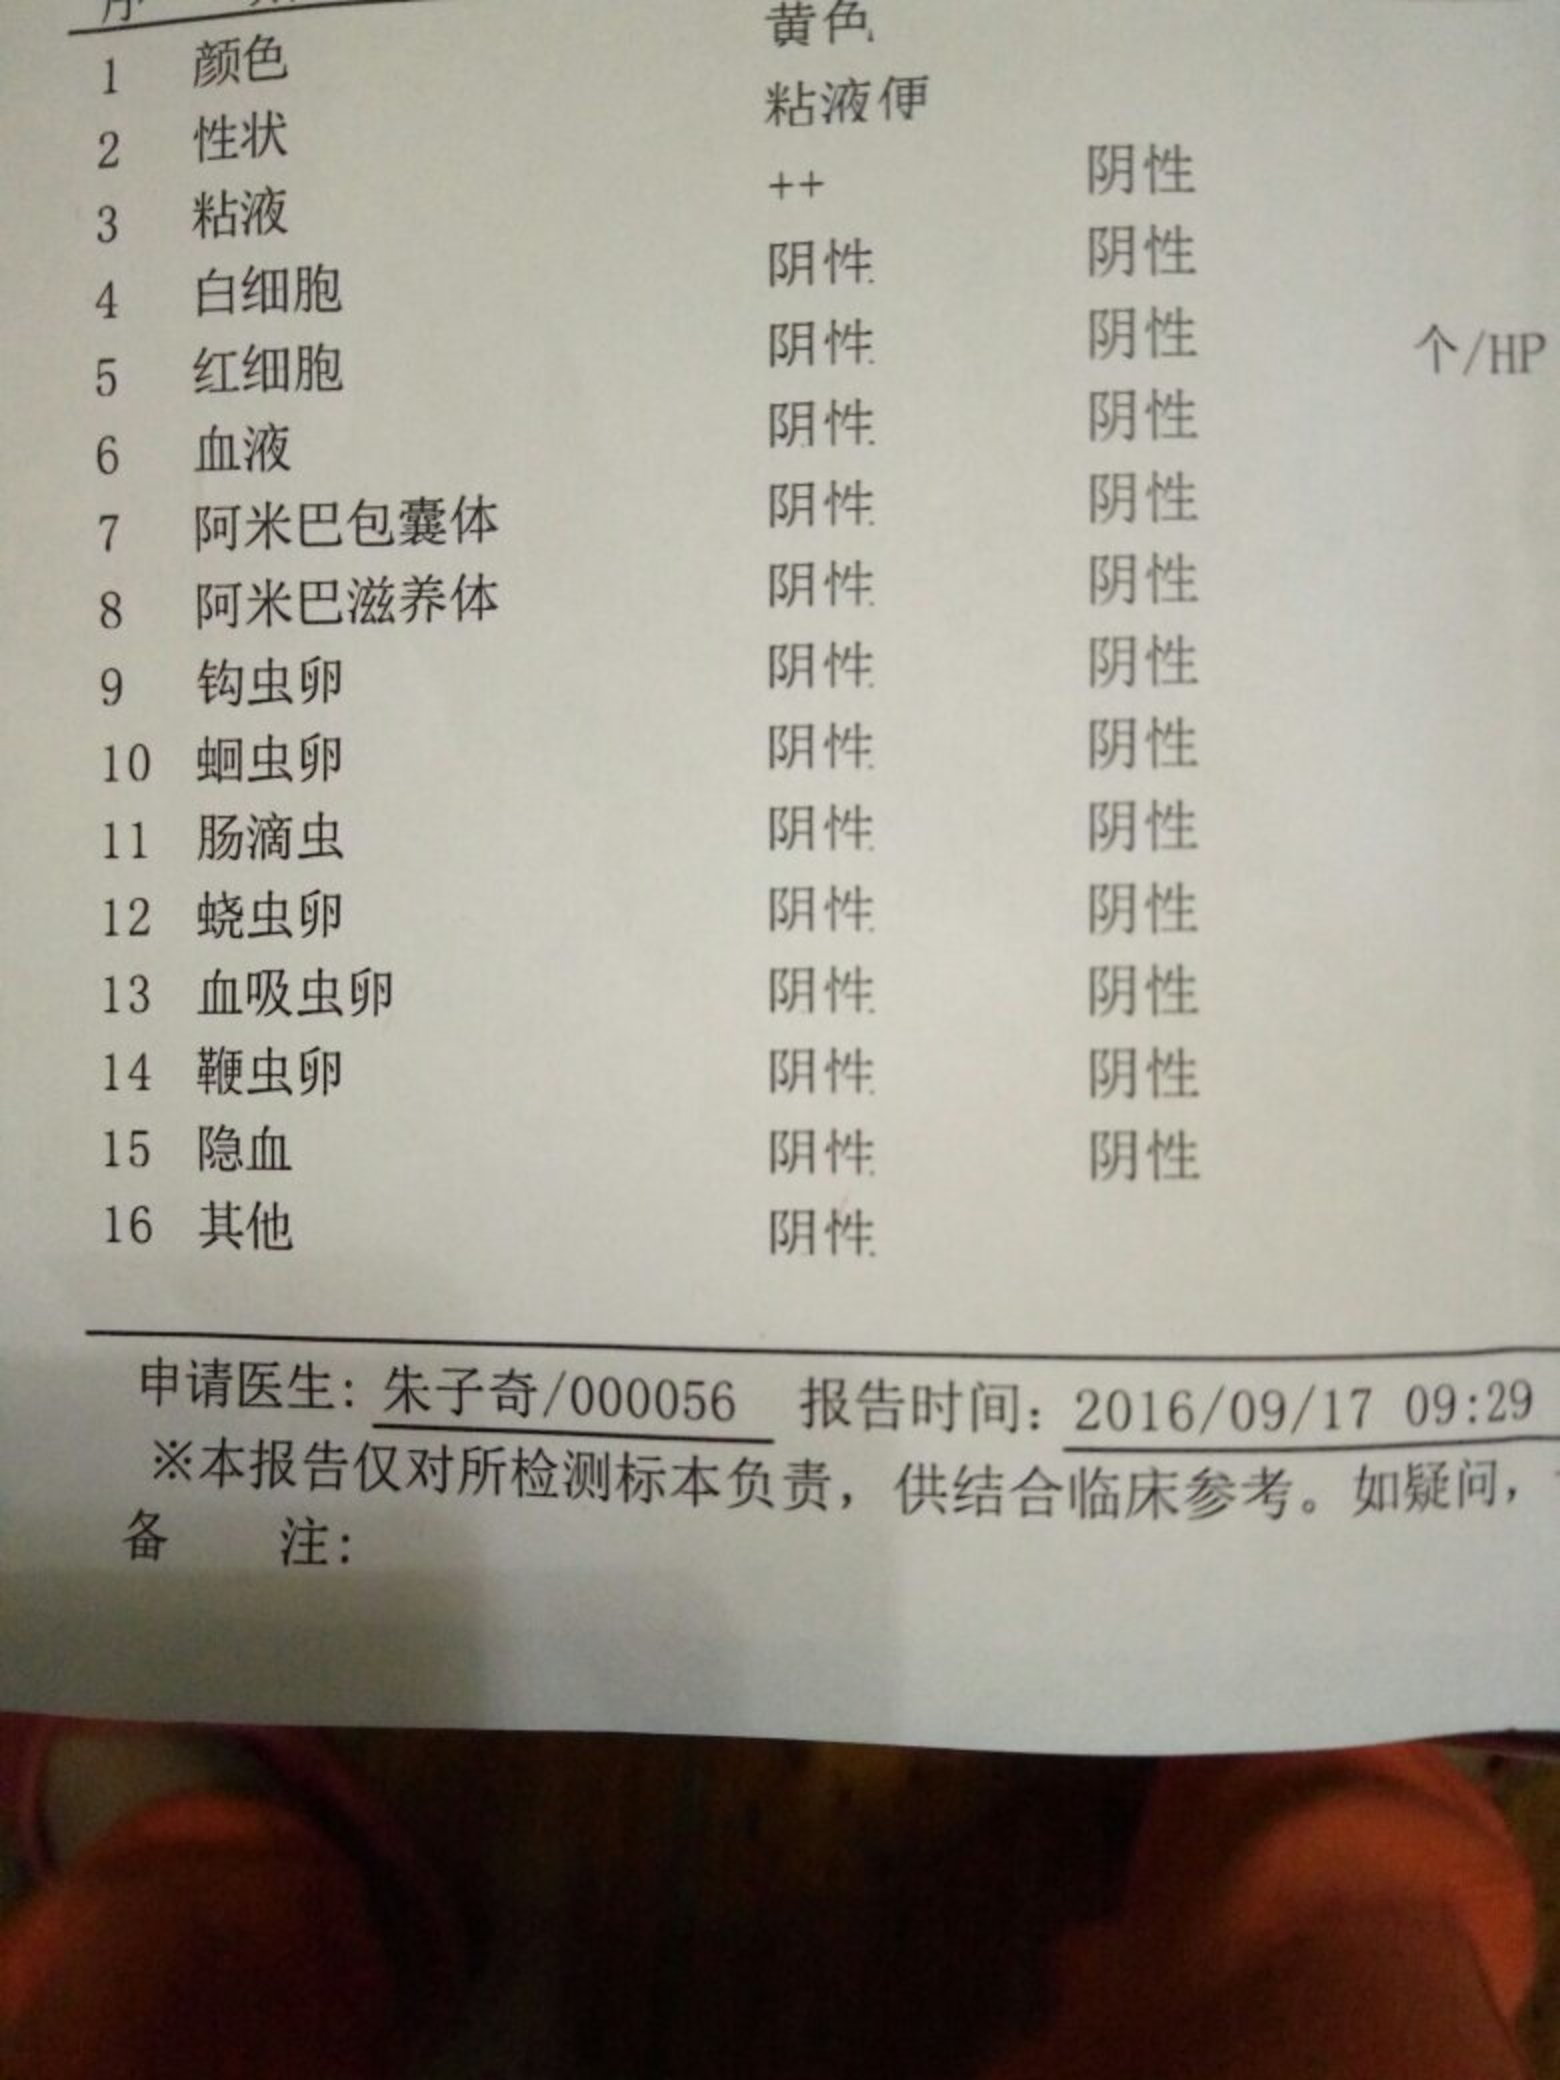 1 颜色 黄色
2 性状 粘液便
3 粘液 ++ 阴性
4 白细胞 阴性 阴性
5 红细胞 阴性 阴性 个/HP
6 血液 阴性 阴性
7 阿米巴包囊体 阴性 阴性
8 阿米巴滋养体 阴性 阴性
9 钩虫卵 阴性 阴性
10 蛔虫卵 阴性 阴性
11 肠滴虫 阴性 阴性
12 蛲虫卵 阴性 阴性
13 血吸虫卵 阴性 阴性
14 鞭虫卵 阴性 阴性
15 隐血 阴性 阴性
16 其他 阴性
申请医生: 朱子奇/000056 报告时间: 2016/09/17 09:29
※本报告仅对所检测标本负责，供结合临床参考。如疑问，
备 注: